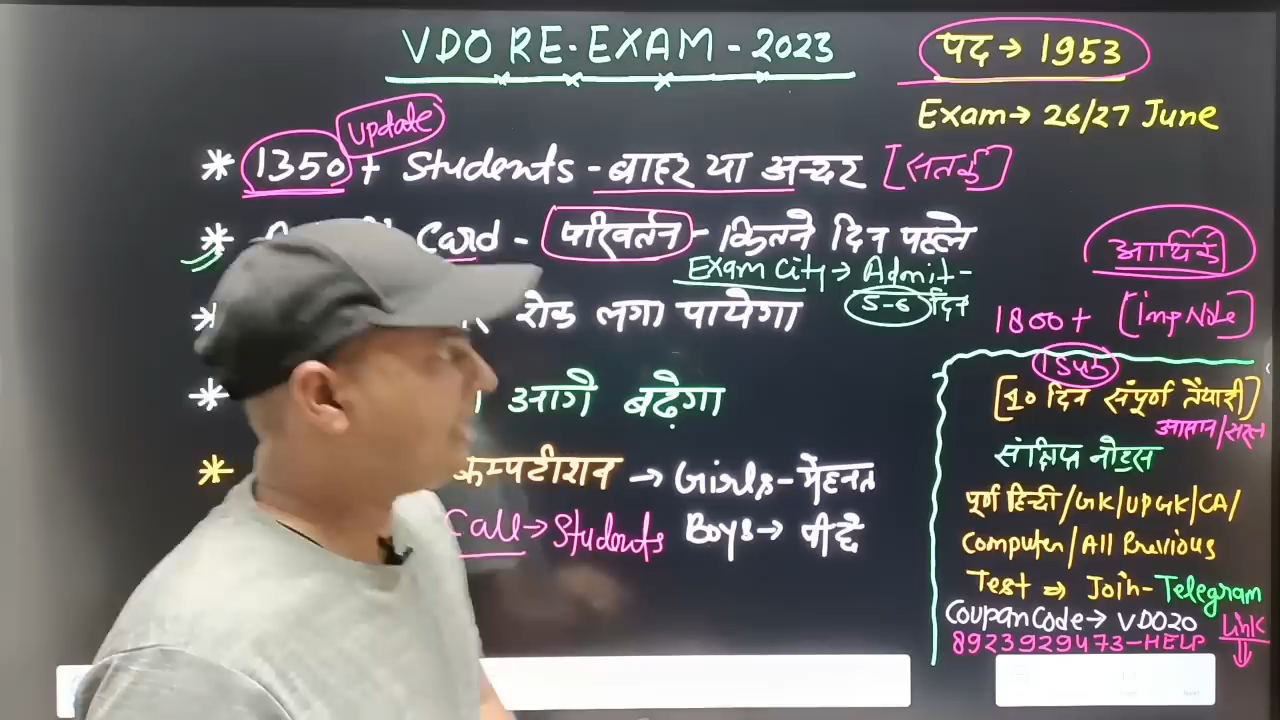 VDO RE-EXAM-2023
पद→ 1953
Exam→ 26/27 June
Update
* 1350+ Students - बाहर या अन्दर [सतर्क]
* Card - परिवर्तन - कितने दिन पहले
Exam City → Admit-
5-6 दिन
आर्थिक
* रोक लगा पायेगा
1800+ [Imp Note]
* आगे बढ़ेगा
[10 दिन संपूर्ण तैयारी]
आसान/सरल
संक्षिप्त नोट्स
* कम्पटीशन → Girls-मेहनत
Call→Students Boys→ पीछे
पूर्ण हिन्दी/GK/UPGK/CA/
Computer/All Previous
Test ⇒ Join-Telegram
Coupan Code→ VDO20
8923929473-HELP Link